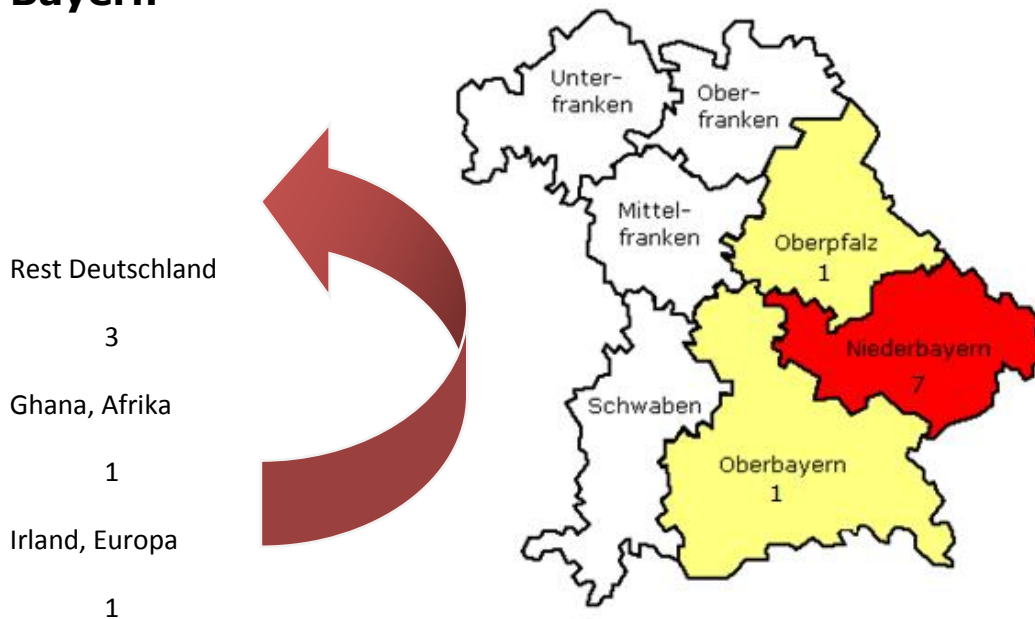 Bayern
Rest Deutschland
3
Ghana, Afrika
1
Irland, Europa
1
Unter-
franken
Ober-
franken
Mittel-
franken
Oberpfalz
1
Niederbayern
7
Schwaben
Oberbayern
1